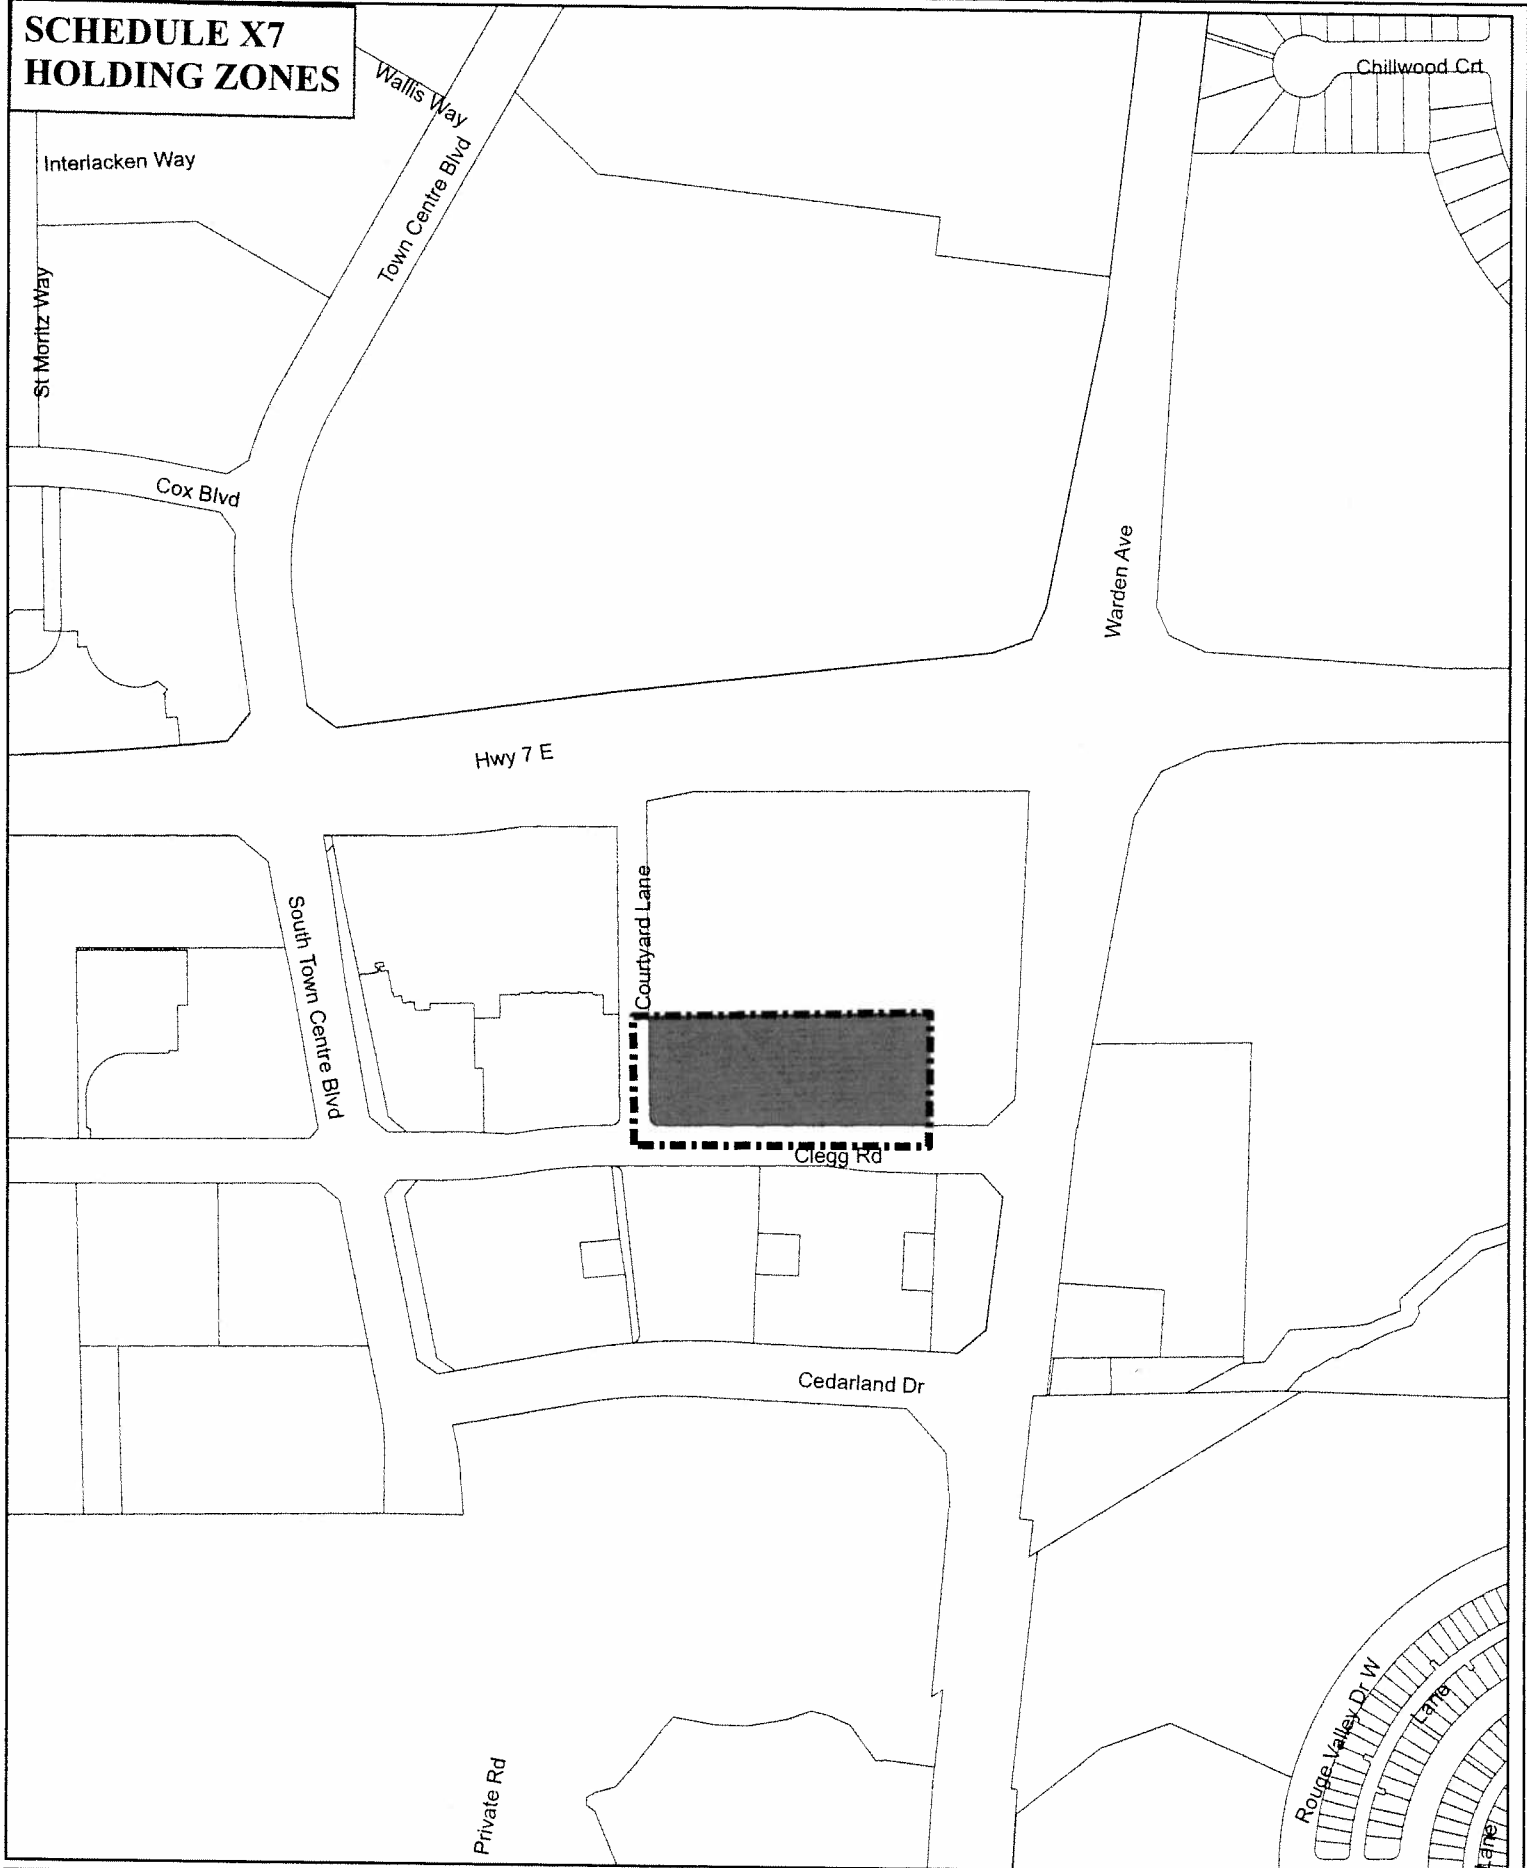 SCHEDULE X7
HOLDING ZONES
Wallis Way
Chillwood Crt
Interlacken Way
Town Centre Blvd
St Moritz Way
Cox Blvd
Warden Ave
Hwy 7 E
Courtyard Lane
South Town Centre Blvd
Clegg Rd
Cedarland Dr
Rouge Valley Dr W
Lane
Private Rd
Lane